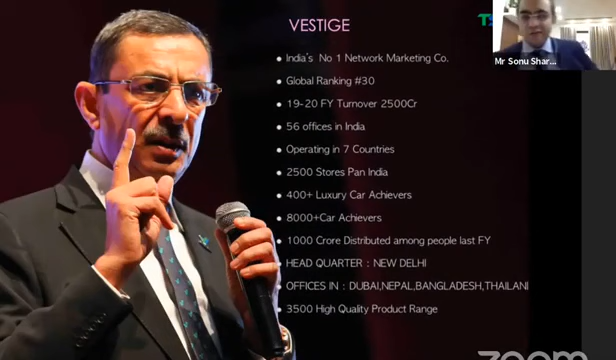 VESTIGE
TS
Mr Sonu Shar...
India's No 1 Network Marketing Co.
Global Ranking #30
19-20 FY Turnover 2500Cr
56 offices in India
Operating in 7 Countries
2500 Stores Pan India
400+ Luxury Car Achievers
8000+Car Achievers
1000 Crore Distributed among people last FY
HEAD QUARTER : NEW DELHI
OFFICES IN : DUBAI,NEPAL,BANGLADESH,THAILANI
3500 High Quality Product Range
zoom